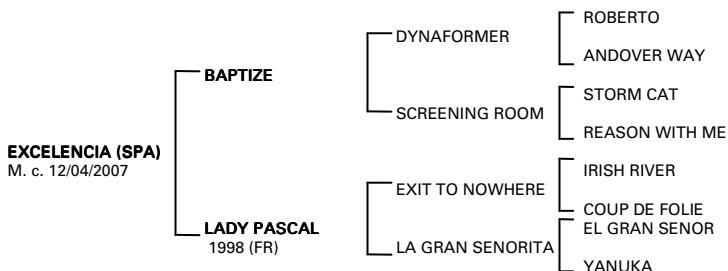 ROBERTO
DYNAFORMER
ANDOVER WAY
BAPTIZE
STORM CAT
SCREENING ROOM
REASON WITH ME
EXCELENCIA (SPA)
M. c. 12/04/2007
IRISH RIVER
EXIT TO NOWHERE
COUP DE FOLIE
LADY PASCAL
1998 (FR)
EL GRAN SENOR
LA GRAN SENORITA
YANUKA